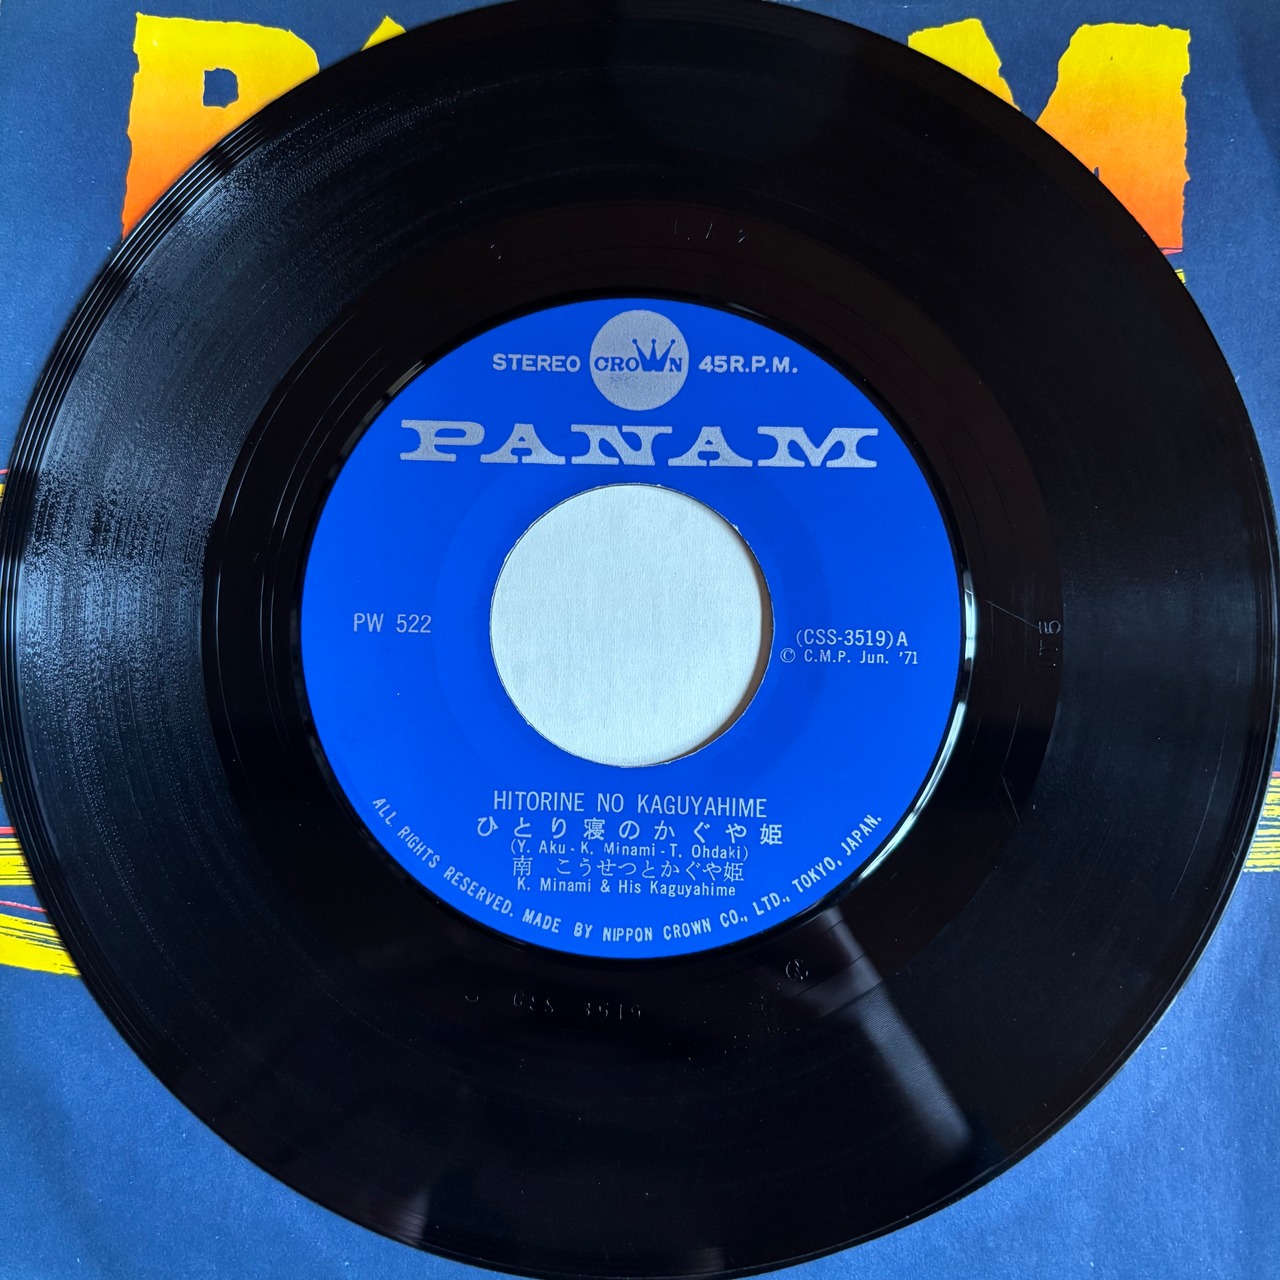 STEREO CROWN 45R.P.M.
PANAM
PW 522
(CSS-3519)A
© C.M.P. Jun. '71
HITORINE NO KAGUYAHIME
ひとり寝のかぐや姫
(Y. Aku - K. Minami - T. Ohdaki)
南 こうせつとかぐや姫
K. Minami & His Kaguyahime
ALL RIGHTS RESERVED. MADE BY NIPPON CROWN CO., LTD., TOKYO, JAPAN.
CSS 3519